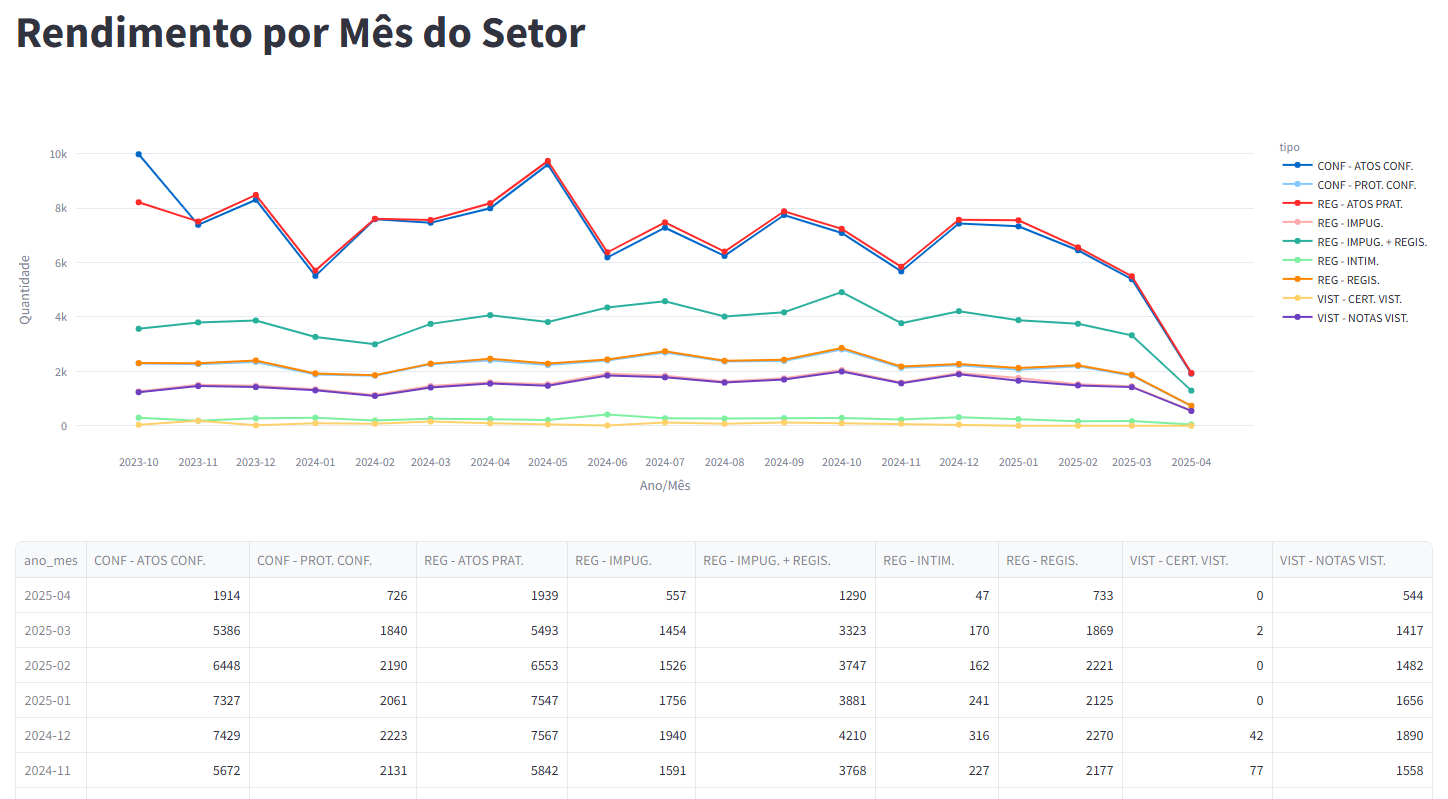 Rendimento por Mês do Setor
tipo
10k
CONF - ATOS CONF.
CONF - PROT. CONF.
8k
REG - ATOS PRAT.
REG - IMPUG.
REG - IMPUG. + REGIS.
6k
REG - INTIM.
REG - REGIS.
Quantidade
VIST - CERT. VIST.
4k
VIST - NOTAS VIST.
2k
0
2023-10 2023-11 2023-12 2024-01 2024-02 2024-03 2024-04 2024-05 2024-06 2024-07 2024-08 2024-09 2024-10 2024-11 2024-12 2025-01 2025-02 2025-03 2025-04
Ano/Mês
ano_mes CONF - ATOS CONF. CONF - PROT. CONF. REG - ATOS PRAT. REG - IMPUG. REG - IMPUG. + REGIS. REG - INTIM. REG - REGIS. VIST - CERT. VIST. VIST - NOTAS VIST.
2025-04 1914 726 1939 557 1290 47 733 0 544
2025-03 5386 1840 5493 1454 3323 170 1869 2 1417
2025-02 6448 2190 6553 1526 3747 162 2221 0 1482
2025-01 7327 2061 7547 1756 3881 241 2125 0 1656
2024-12 7429 2223 7567 1940 4210 316 2270 42 1890
2024-11 5672 2131 5842 1591 3768 227 2177 77 1558